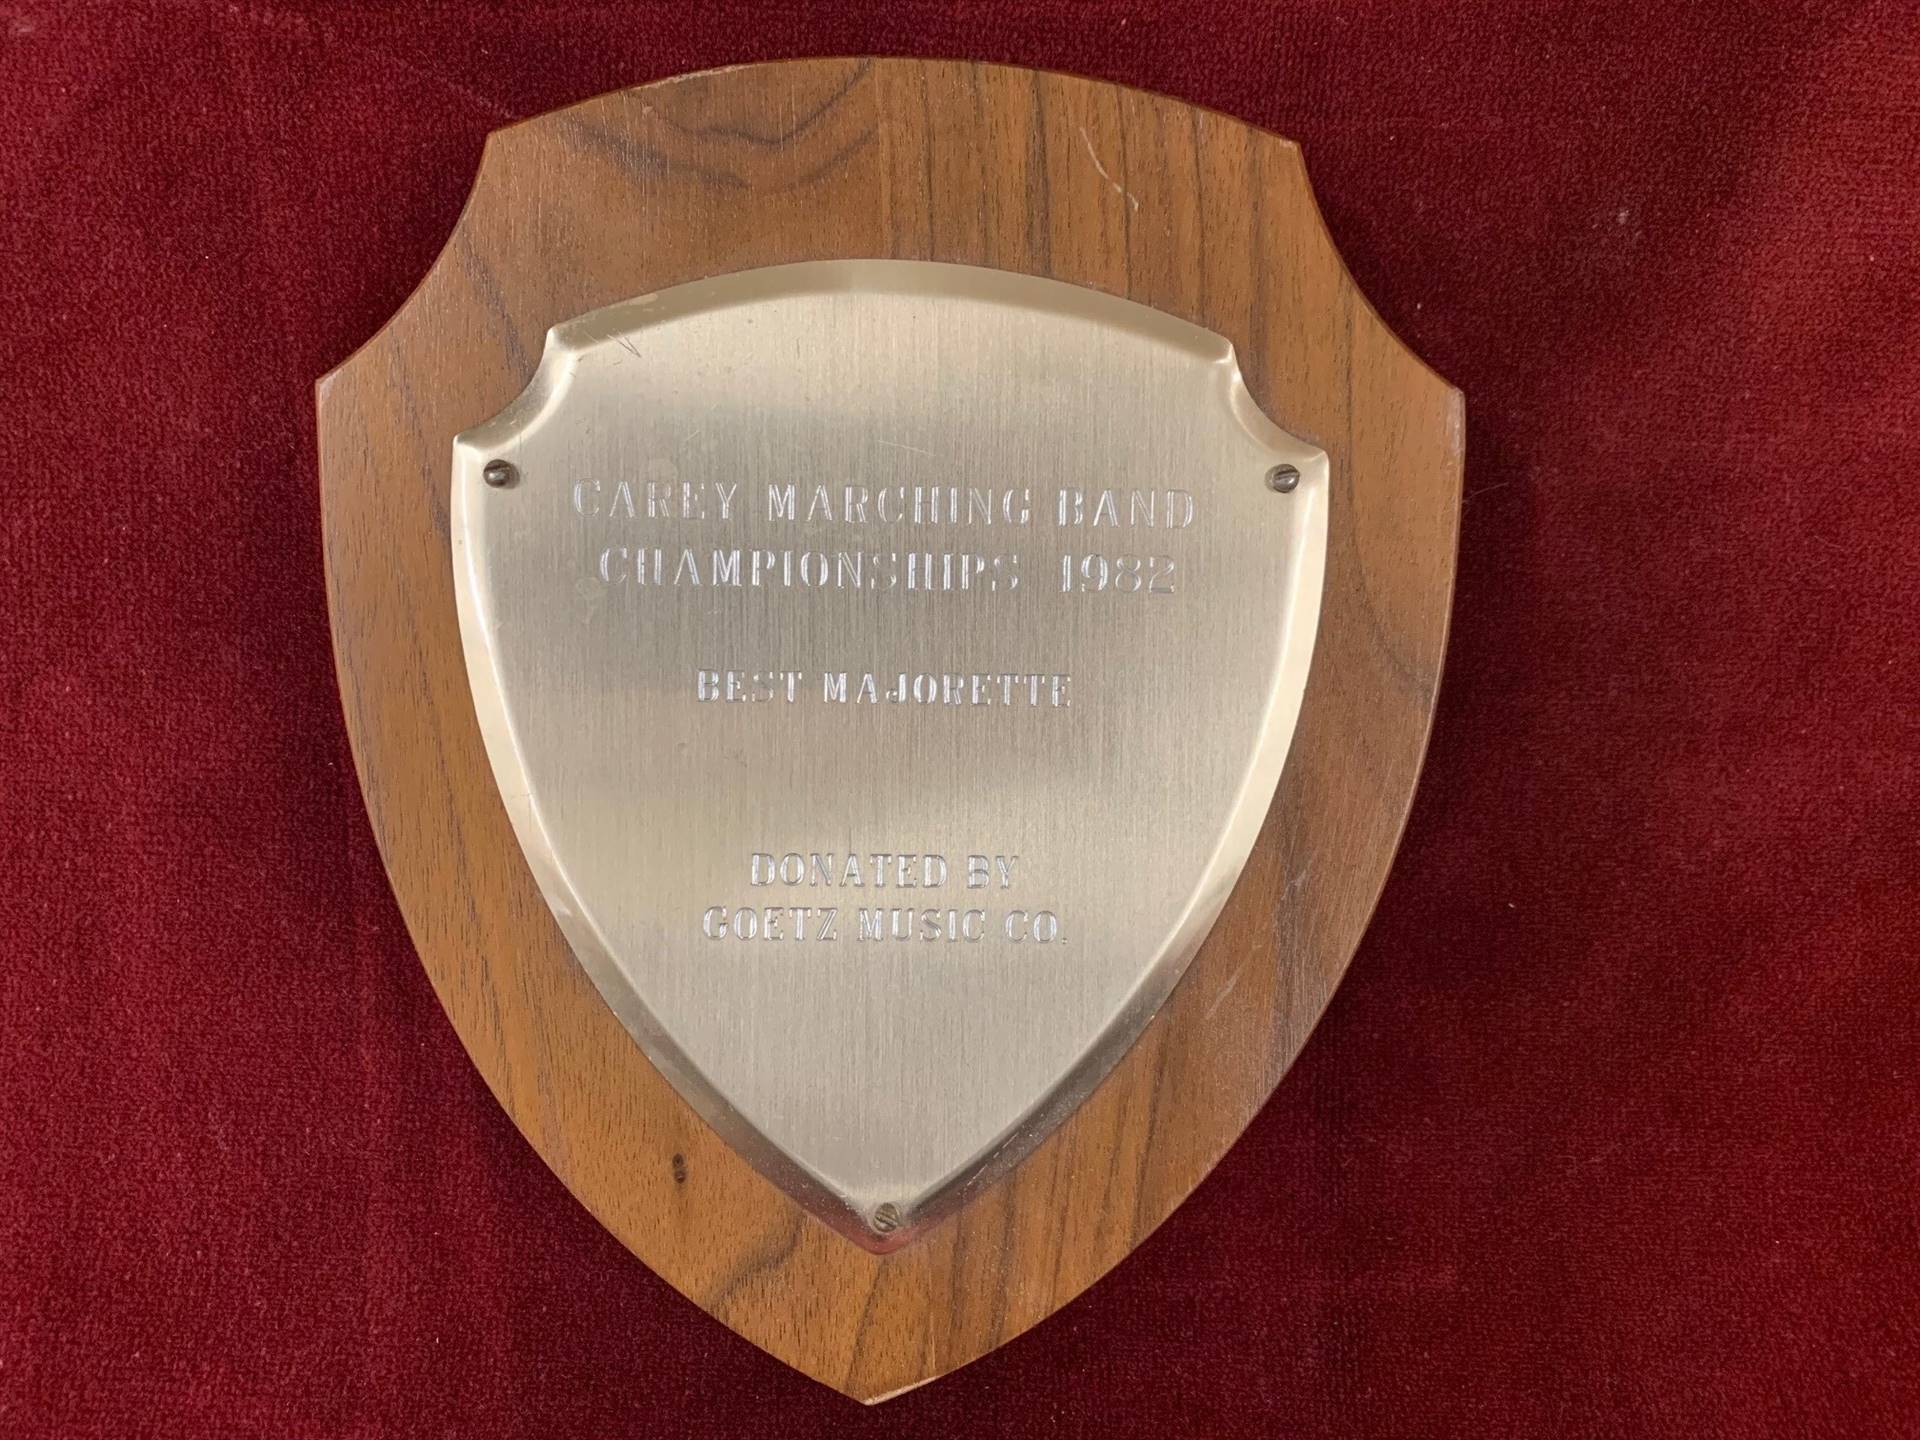 CAREY MARCHING BAND
CHAMPIONSHIPS 1982
BEST MAJORETTE
DONATED BY
GOETZ MUSIC CO.